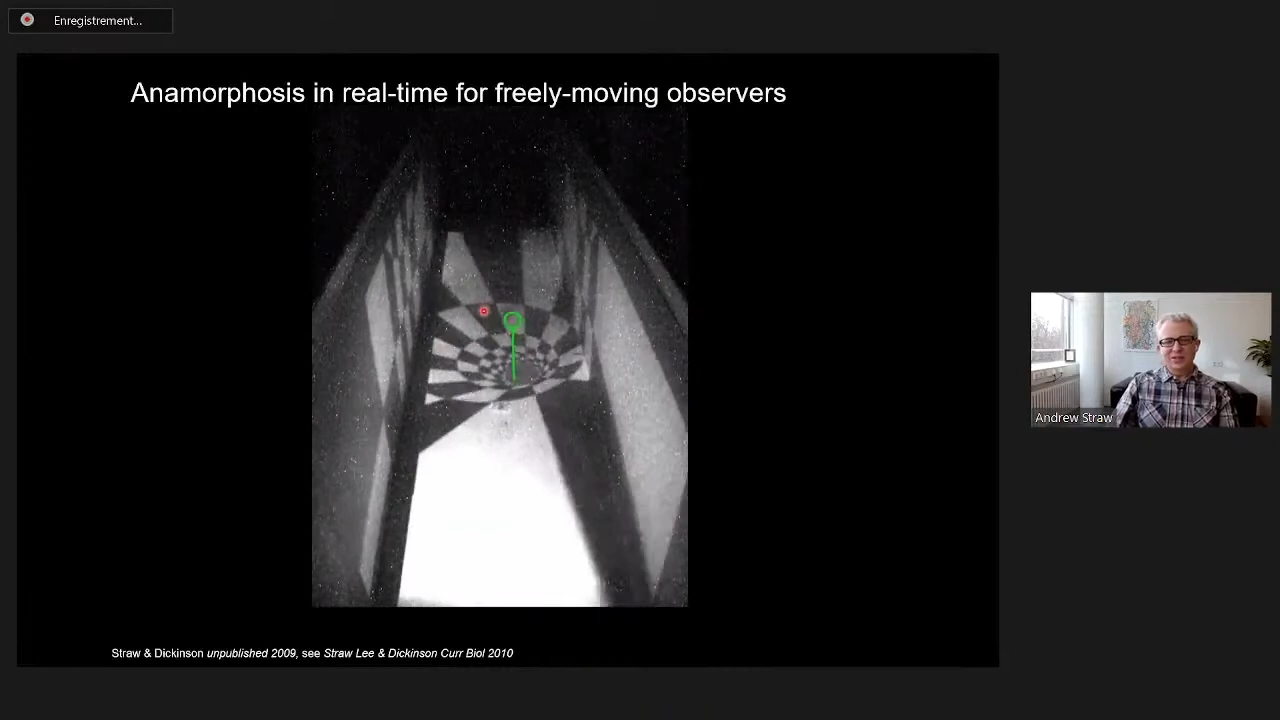 Enregistrement...
Anamorphosis in real-time for freely-moving observers
Andrew Straw
Straw & Dickinson unpublished 2009, see Straw Lee & Dickinson Curr Biol 2010